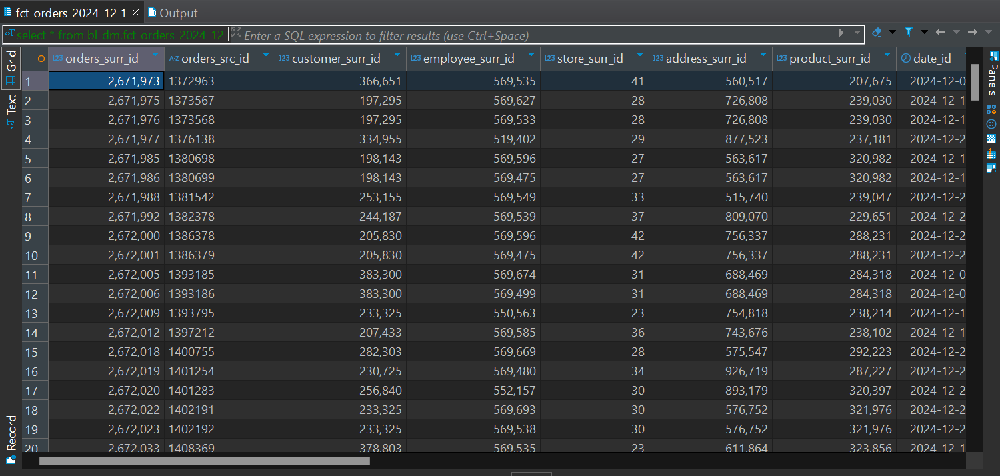 fct_orders_2024_12 1 Output
select * from bl_dm.fct_orders_2024_12 Enter a SQL expression to filter results (use Ctrl+Space)
Grid
Text
Record
Panels
123 orders_surr_id A-Z orders_src_id 123 customer_surr_id 123 employee_surr_id 123 store_surr_id 123 address_surr_id 123 product_surr_id date_id
1 2,671,973 1372963 366,651 569,535 41 560,517 207,675 2024-12-0
2 2,671,975 1373567 197,295 569,627 28 726,808 239,030 2024-12-1
3 2,671,976 1373568 197,295 569,533 28 726,808 239,030 2024-12-1
4 2,671,977 1376138 334,955 519,402 29 877,523 237,181 2024-12-2
5 2,671,985 1380698 198,143 569,596 27 563,617 320,982 2024-12-1
6 2,671,986 1380699 198,143 569,475 27 563,617 320,982 2024-12-1
7 2,671,988 1381542 253,155 569,549 33 515,740 239,047 2024-12-2
8 2,671,992 1382378 244,187 569,539 37 809,070 229,651 2024-12-2
9 2,672,000 1386378 205,830 569,596 42 756,337 288,231 2024-12-2
10 2,672,001 1386379 205,830 569,475 42 756,337 288,231 2024-12-2
11 2,672,005 1393185 383,300 569,674 31 688,469 284,318 2024-12-0
12 2,672,006 1393186 383,300 569,499 31 688,469 284,318 2024-12-0
13 2,672,009 1393795 233,325 550,563 23 754,818 238,214 2024-12-1
14 2,672,012 1397212 207,433 569,585 36 743,676 238,102 2024-12-1
15 2,672,018 1400755 282,303 569,669 28 575,547 292,223 2024-12-2
16 2,672,019 1401254 230,725 569,480 34 926,719 287,227 2024-12-2
17 2,672,020 1401283 256,840 552,157 30 893,179 320,397 2024-12-2
18 2,672,022 1402191 233,325 569,693 30 576,752 321,976 2024-12-2
19 2,672,023 1402192 233,325 569,538 30 576,752 321,976 2024-12-2
20 2,672,033 1408369 378,803 569,535 23 611,864 323,856 2024-12-1